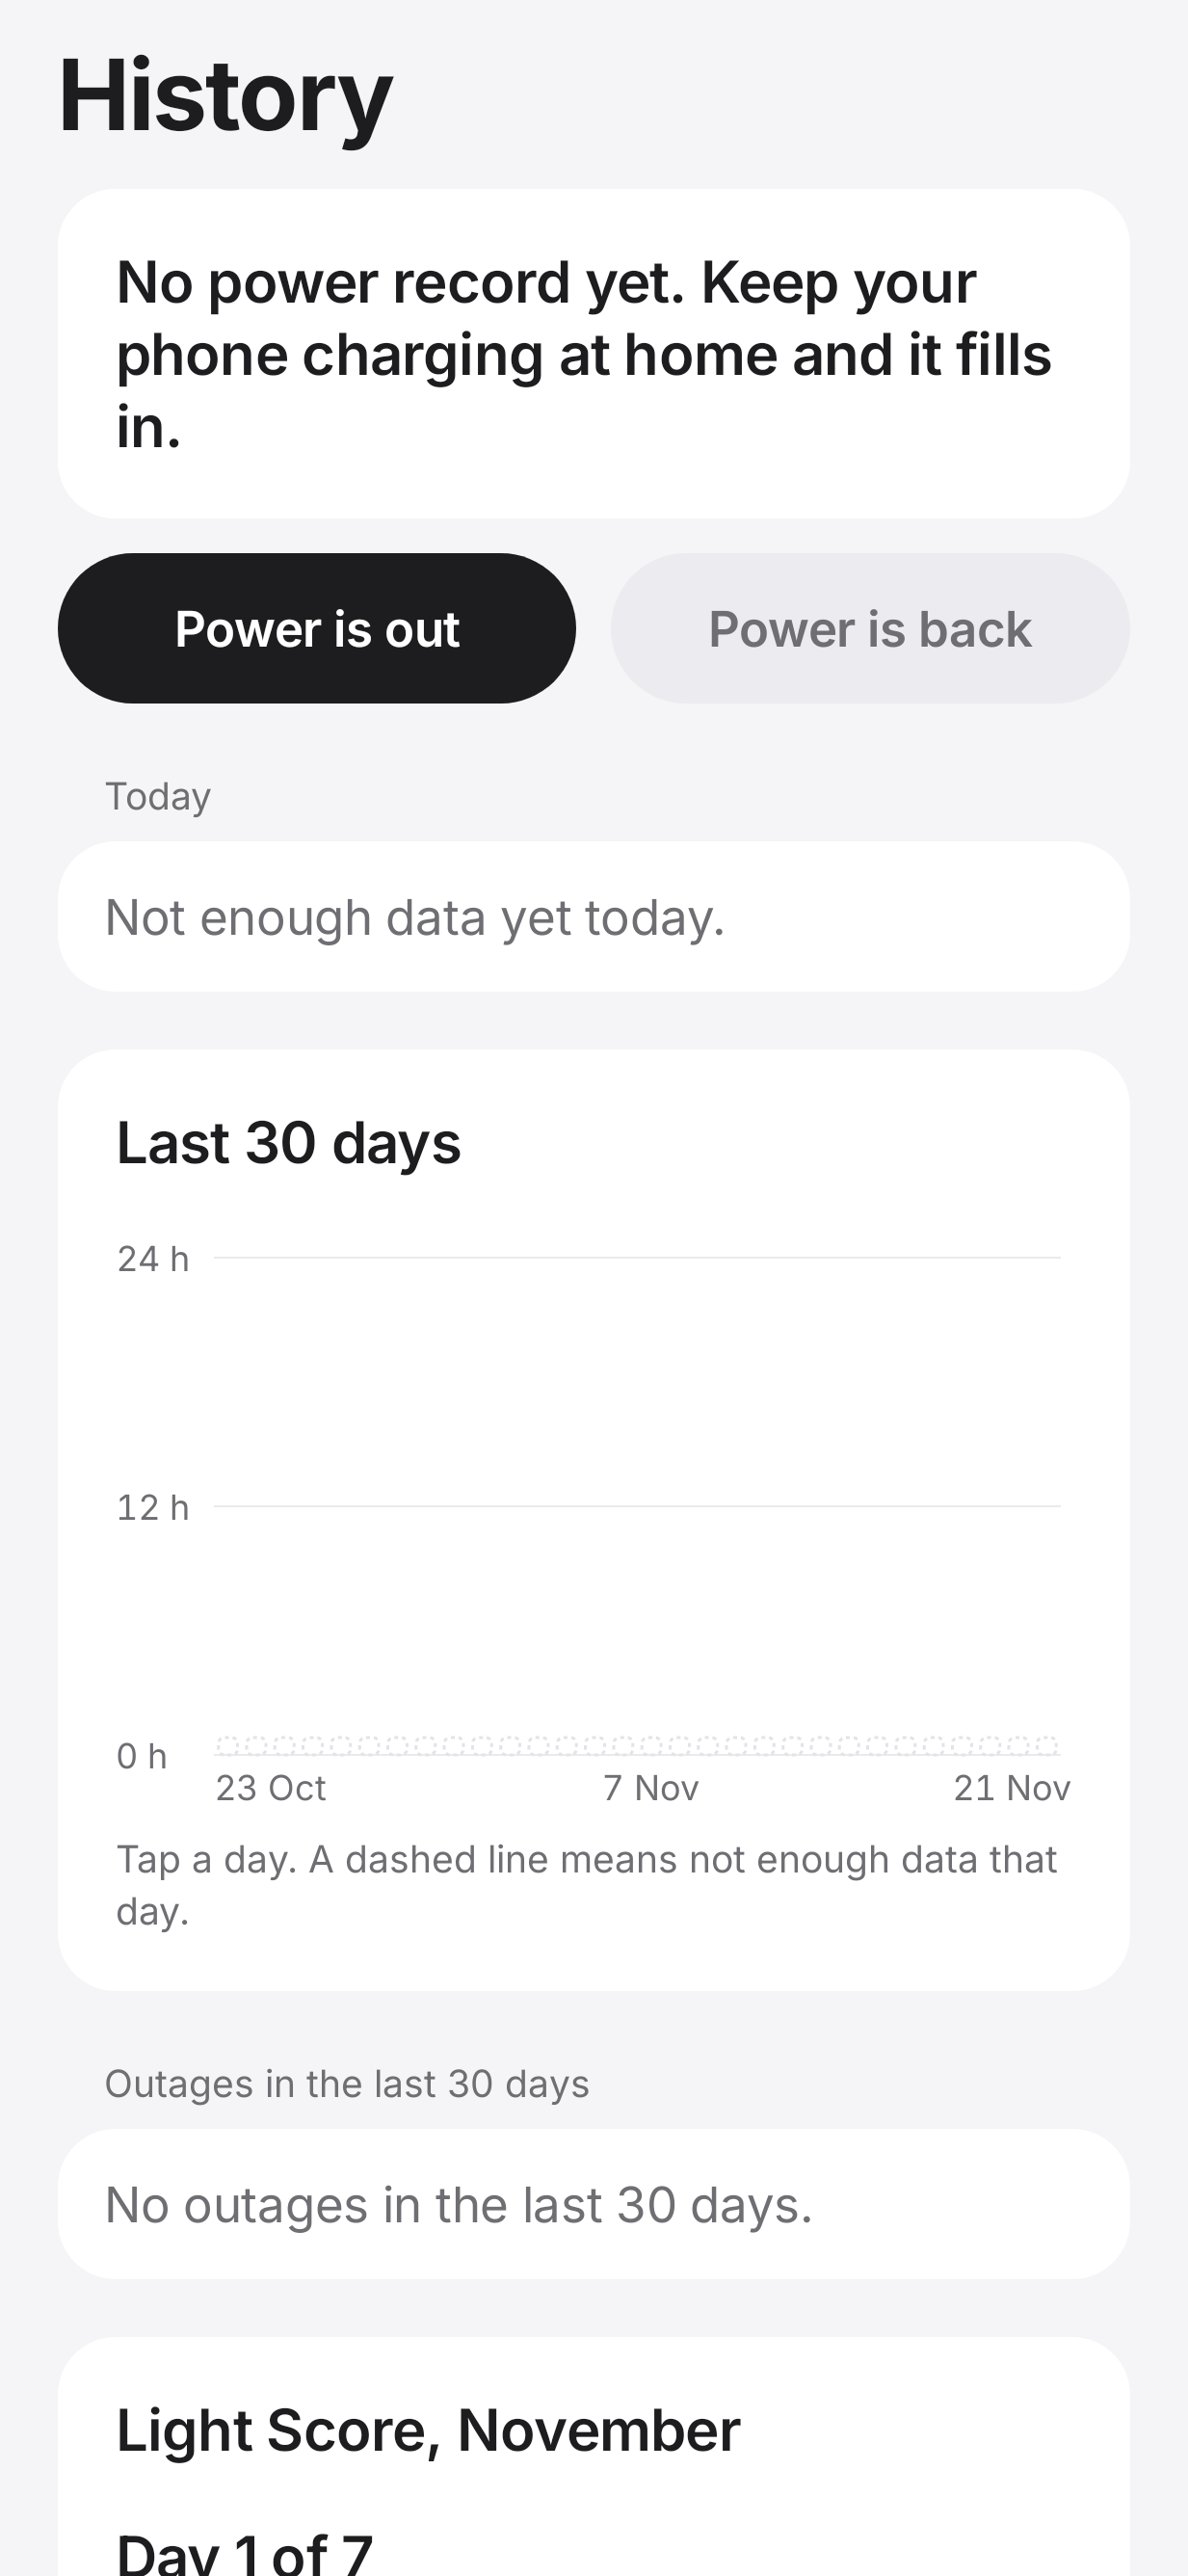 History
No power record yet. Keep your
phone charging at home and it fills
in.
Power is out
Power is back
Today
Not enough data yet today.
Last 30 days
24 h
12 h
0 h
23 Oct
7 Nov
21 Nov
Tap a day. A dashed line means not enough data that
day.
Outages in the last 30 days
No outages in the last 30 days.
Light Score, November
Day 1 of 7